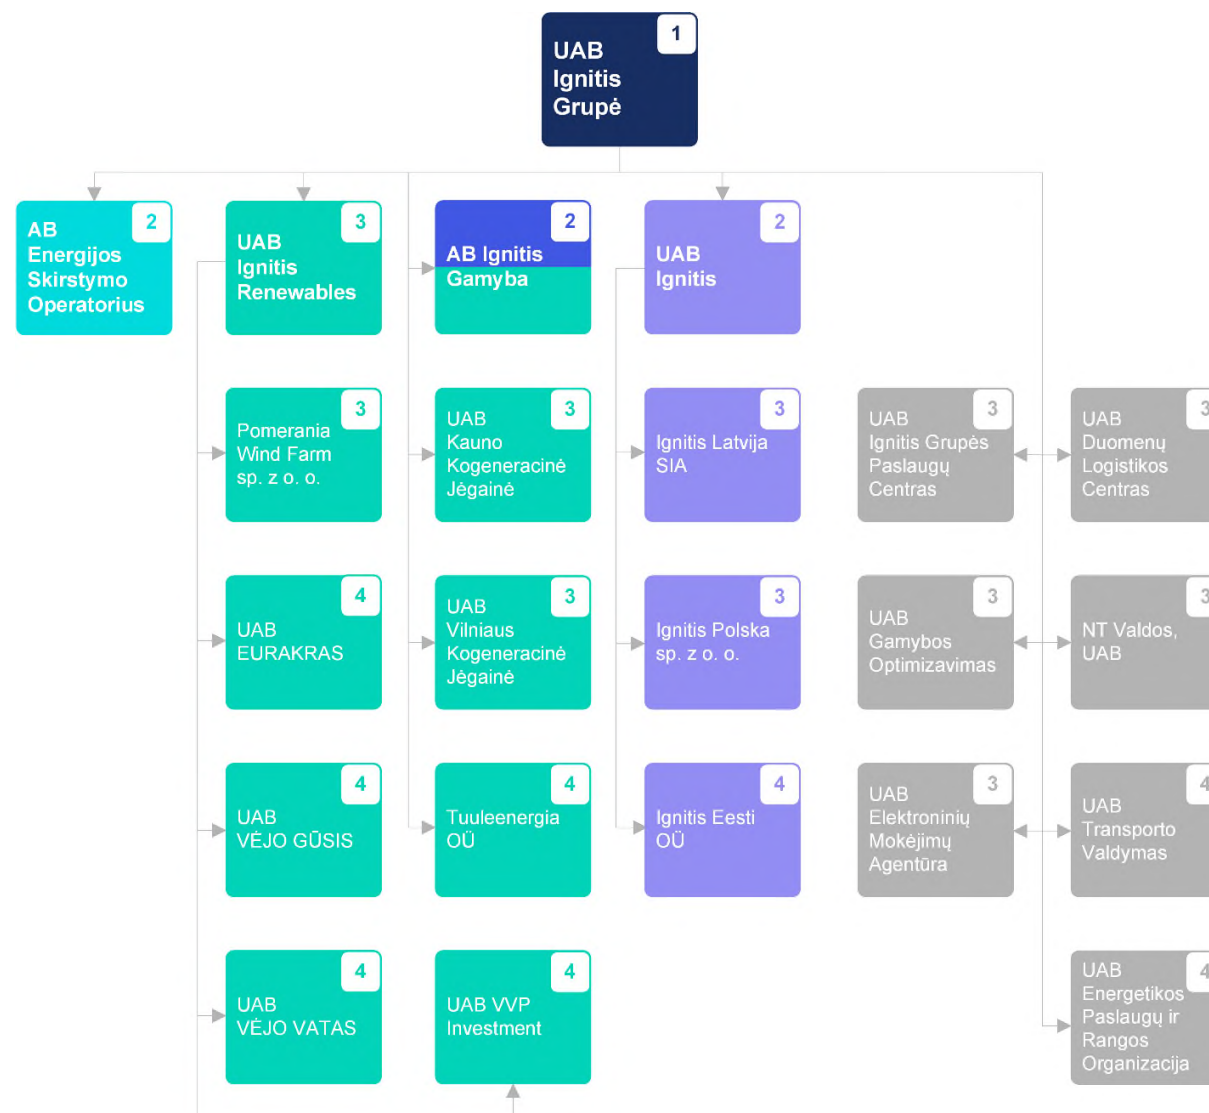 1
UAB
Ignitis
Grupė
2
AB
Energijos
Skirstymo
Operatorius
3
UAB
Ignitis
Renewables
2
AB Ignitis
Gamyba
2
UAB
Ignitis
3
Pomerania
Wind Farm
sp. z o. o.
3
UAB
Kauno
Kogeneracinė
Jėgainė
3
Ignitis Latvija
SIA
3
UAB
Ignitis Grupės
Paslaugų
Centras
3
UAB
Duomenų
Logistikos
Centras
4
UAB
EURAKRAS
3
UAB
Vilniaus
Kogeneracinė
Jėgainė
3
Ignitis Polska
sp. z o. o.
3
UAB
Gamybos
Optimizavimas
3
NT Valdos,
UAB
4
UAB
VĖJO GŪSIS
4
Tuuleenergia
OÜ
4
Ignitis Eesti
OÜ
3
UAB
Elektroninių
Mokėjimų
Agentūra
4
UAB
Transporto
Valdymas
4
UAB
VĖJO VATAS
4
UAB VVP
Investment
4
UAB
Energetikos
Paslaugų ir
Rangos
Organizacija